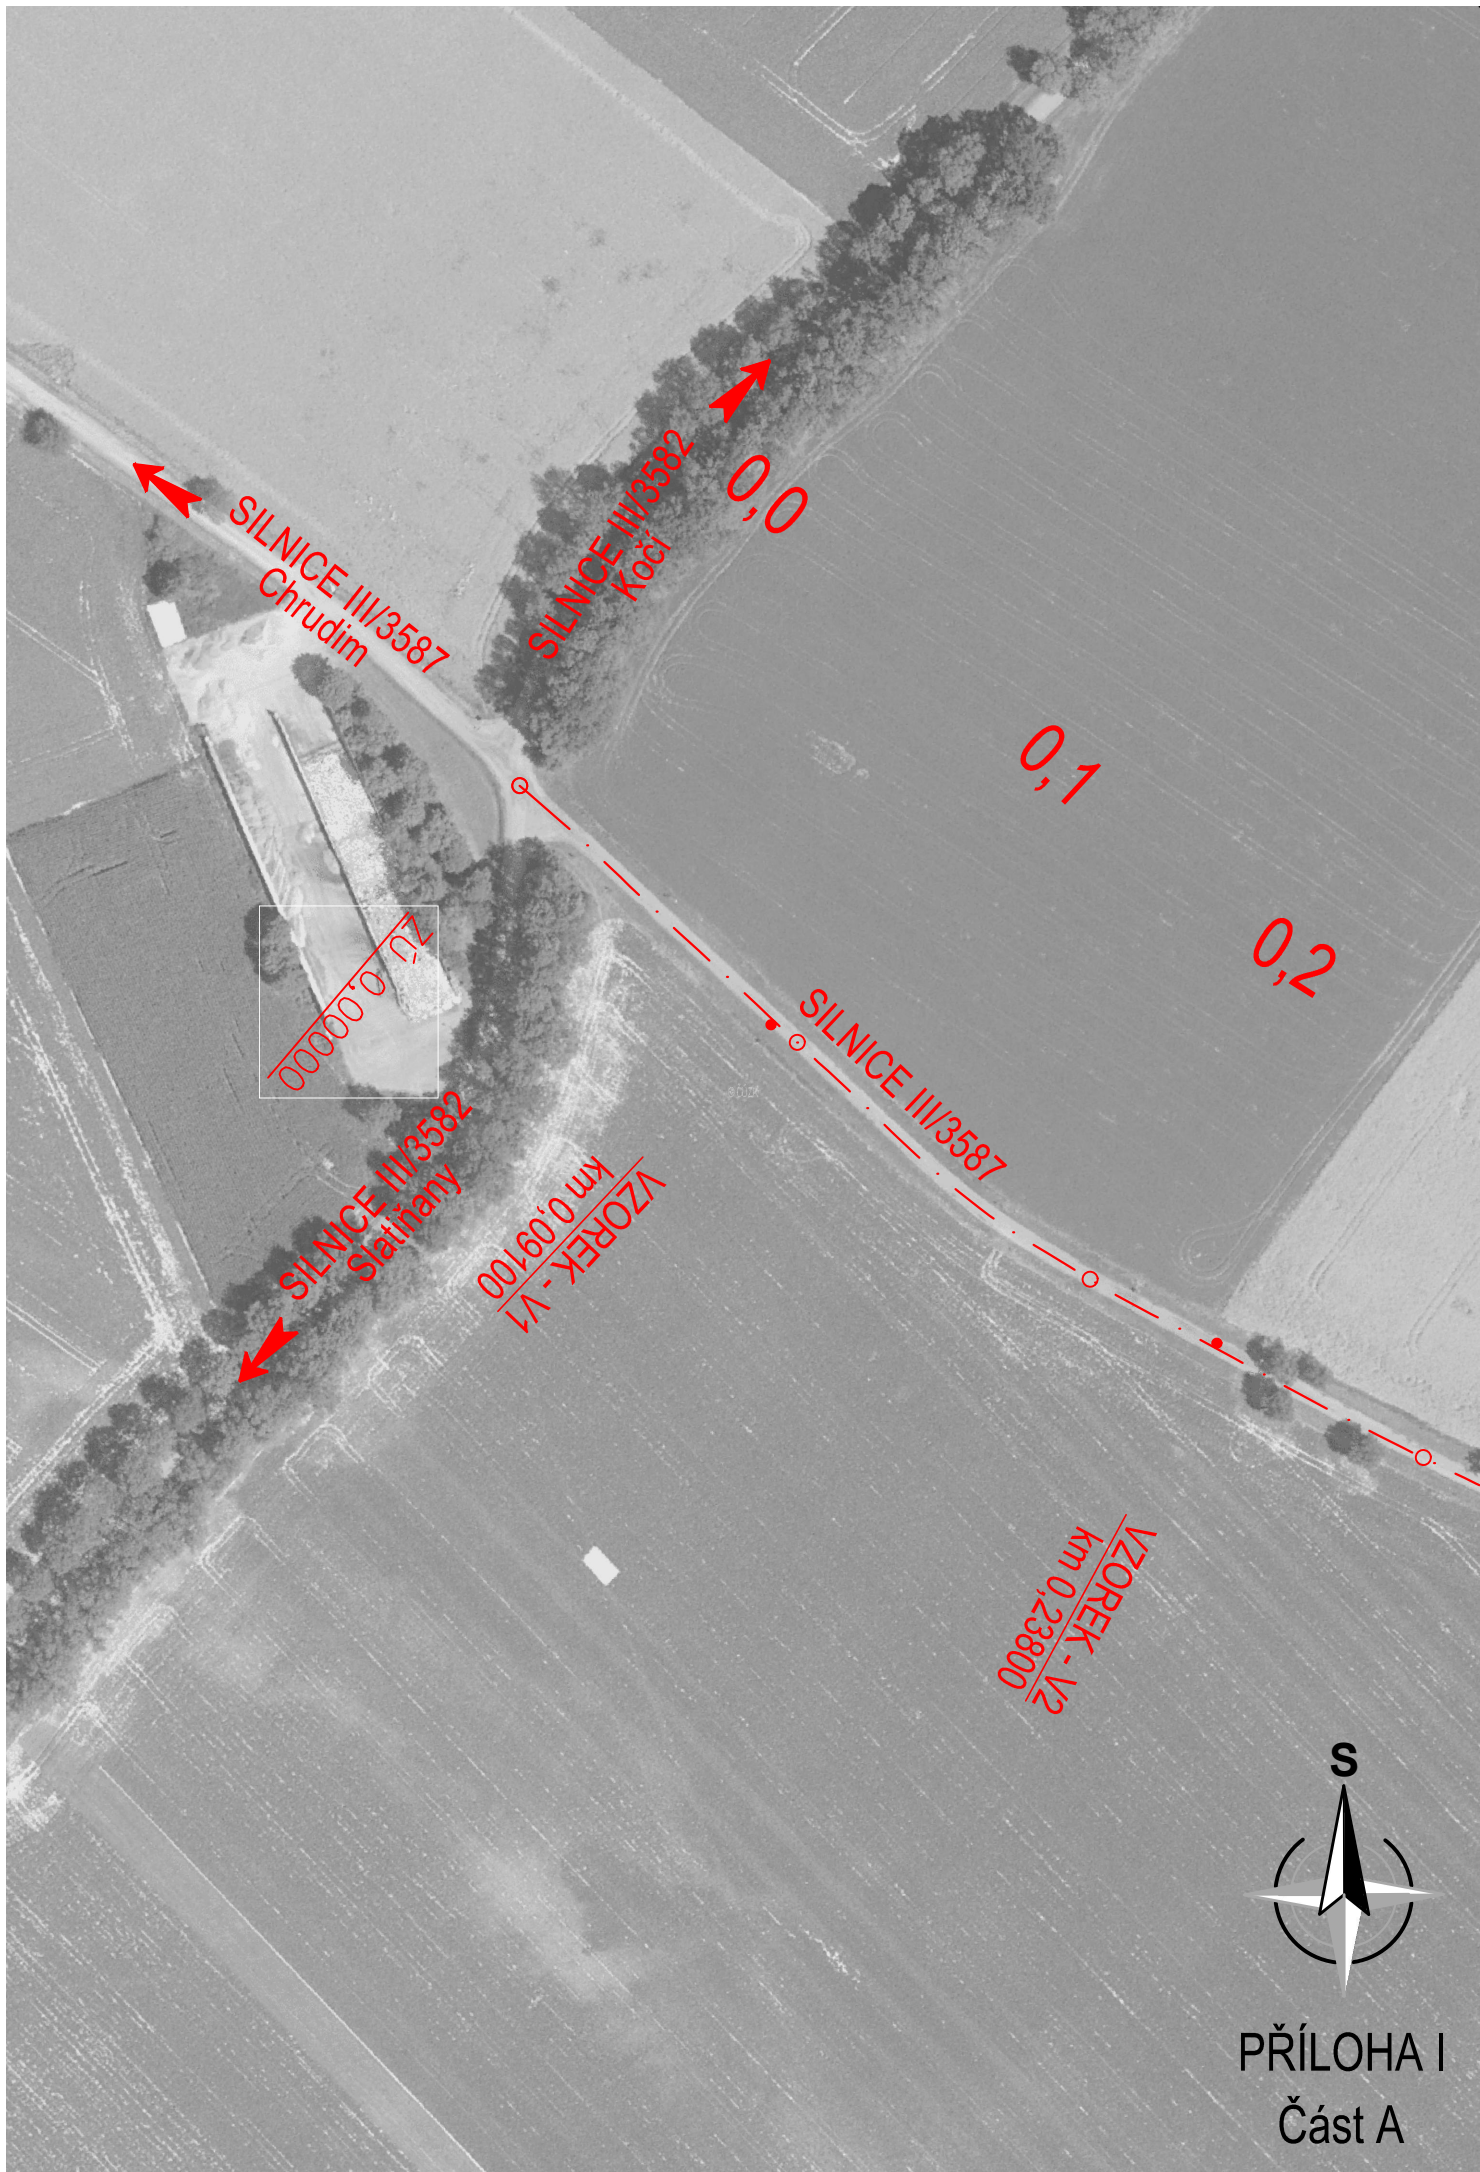 SILNICE III/3582
Kočí
0,0
SILNICE III/3587
Chrudim
0,1
0,2
ZÚ 0,00000
SILNICE III/3587
SILNICE III/3582
Slatiňany
VZOREK - V1
km 0,09100
VZOREK - V2
km 0,23800
S
PŘÍLOHA I
Část A